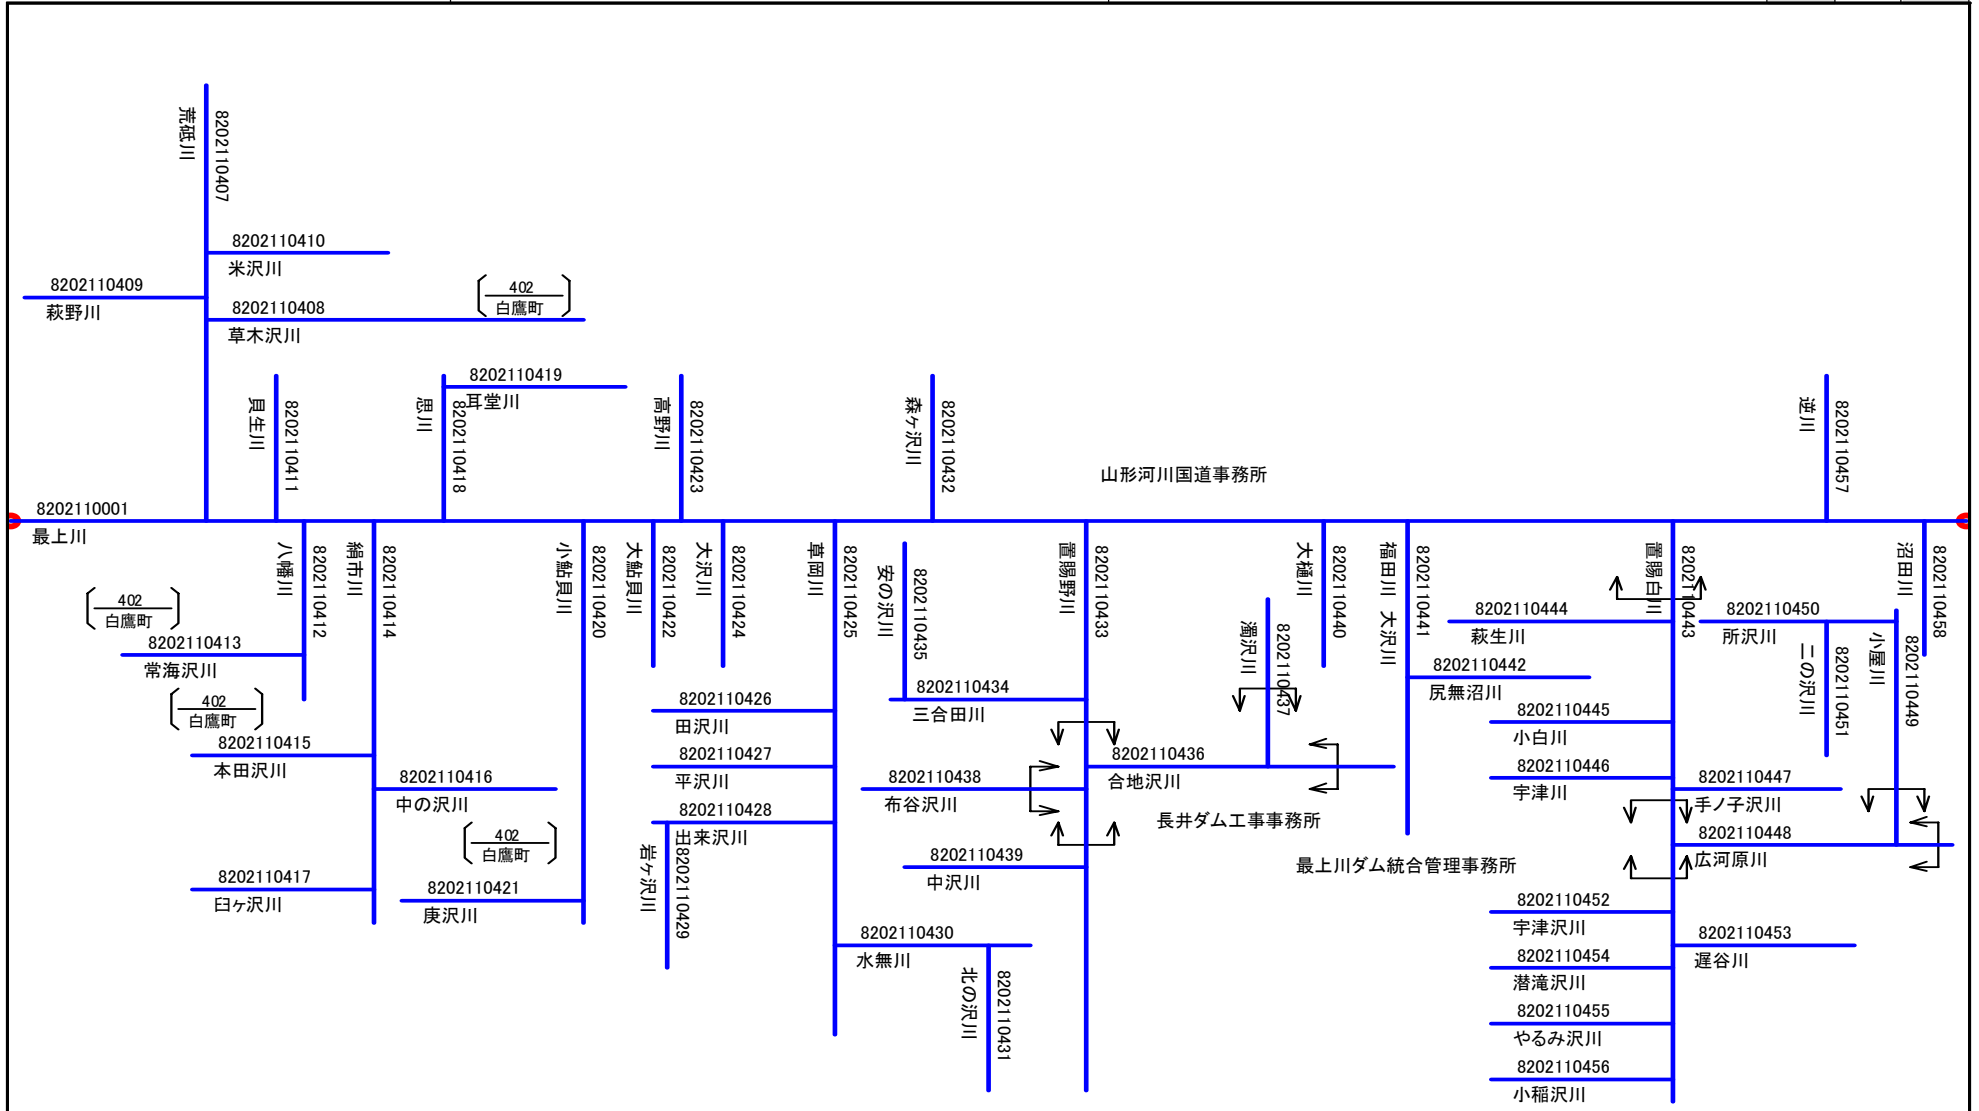 荒砥川
8202110407
8202110410
米沢川
8202110409
萩野川
8202110408
草木沢川
402
白鷹町
8202110419
耳堂川
貝生川
8202110411
思川
8202110418
高野川
8202110423
森ヶ沢川
8202110432
山形河川国道事務所
逆川
8202110457
8202110001
最上川
八幡川
8202110412
絹市川
8202110414
小鮎貝川
8202110420
大鮎貝川
8202110422
大沢川
8202110424
草岡川
8202110425
安の沢川
8202110435
置賜野川
8202110433
濁沢川
8202110437
大樋川
8202110440
福田川 大沢川
8202110441
置賜白川
8202110443
沼田川
8202110458
402
白鷹町
8202110413
常海沢川
402
白鷹町
8202110415
本田沢川
8202110416
中の沢川
402
白鷹町
8202110417
臼ヶ沢川
8202110421
庚沢川
8202110426
田沢川
8202110427
平沢川
8202110428
出来沢川
岩ヶ沢川
8202110429
8202110430
水無川
北の沢川
8202110431
8202110434
三合田川
8202110436
合地沢川
8202110438
布谷沢川
長井ダム工事事務所
8202110439
中沢川
最上川ダム統合管理事務所
8202110444
萩生川
8202110442
尻無沼川
8202110445
小白川
8202110446
宇津川
8202110450
所沢川
二の沢川
8202110451
小屋川
8202110449
8202110447
手ノ子沢川
8202110448
広河原川
8202110452
宇津沢川
8202110453
遅谷川
8202110454
潜滝沢川
8202110455
やるみ沢川
8202110456
小稲沢川